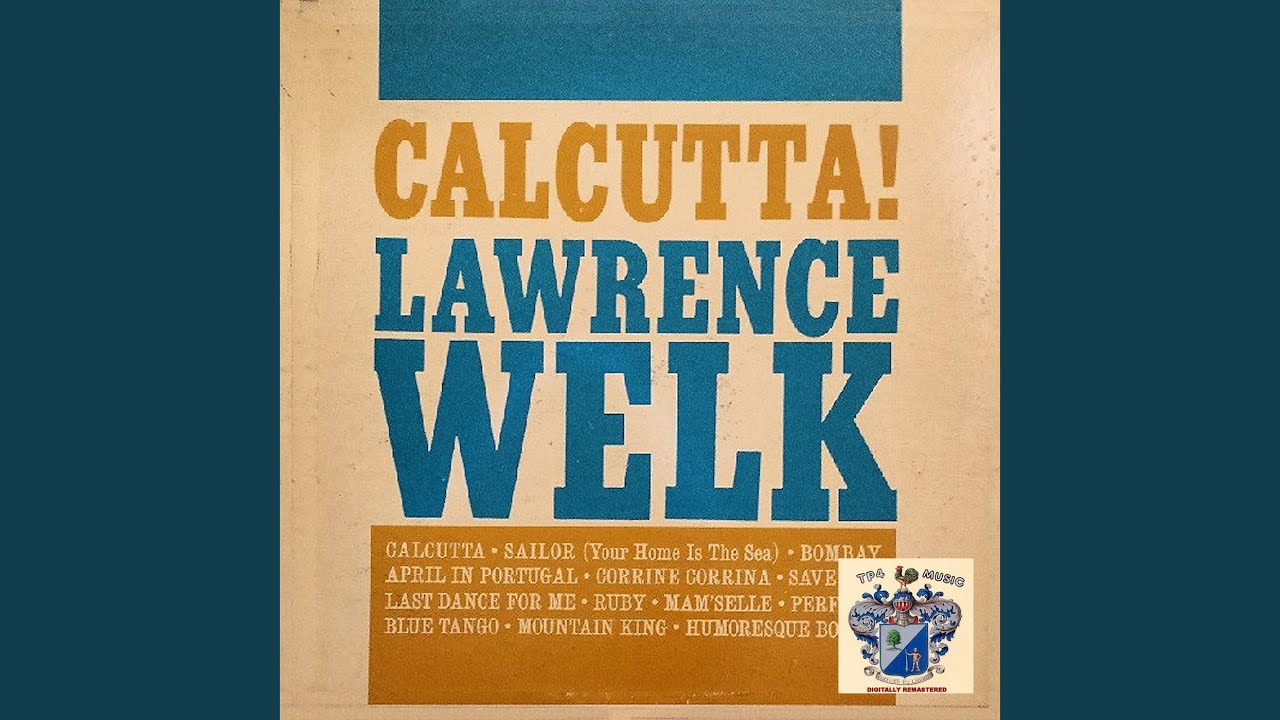 CALCUTTA!
LAWRENCE
WELK
CALCUTTA • SAILOR (Your Home Is The Sea) • BOMBAY
APRIL IN PORTUGAL • CORRINE CORRINA • SAVE
LAST DANCE FOR ME • RUBY • MAM'SELLE •
BLUE TANGO • MOUNTAIN KING • HUMORESQUE
TP4 MUSIC
DIGITALLY REMASTERED